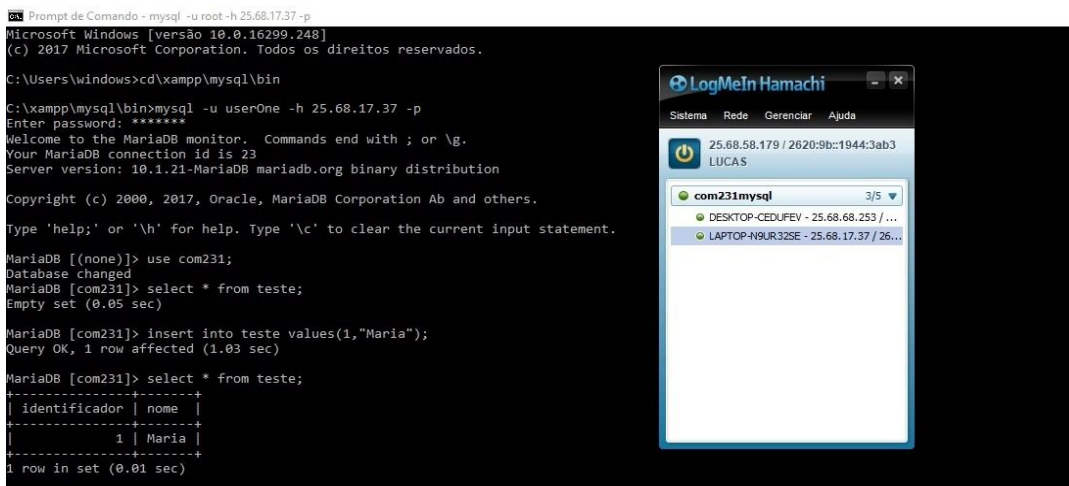 Prompt de Comando - mysql -u root -h 25.68.17.37 -p
Microsoft Windows [versão 10.0.16299.248]
(c) 2017 Microsoft Corporation. Todos os direitos reservados.
C:\Users\windows>cd\xampp\mysql\bin
C:\xampp\mysql\bin>mysql -u userOne -h 25.68.17.37 -p
Enter password: *******
Welcome to the MariaDB monitor.  Commands end with ; or \g.
Your MariaDB connection id is 23
Server version: 10.1.21-MariaDB mariadb.org binary distribution
Copyright (c) 2000, 2017, Oracle, MariaDB Corporation Ab and others.
Type 'help;' or '\h' for help. Type '\c' to clear the current input statement.
MariaDB [(none)]> use com231;
Database changed
MariaDB [com231]> select * from teste;
Empty set (0.05 sec)
MariaDB [com231]> insert into teste values(1,"Maria");
Query OK, 1 row affected (1.03 sec)
MariaDB [com231]> select * from teste;
+---------------+-------+
| identificador | nome  |
+---------------+-------+
|             1 | Maria |
+---------------+-------+
1 row in set (0.01 sec)
LogMeIn Hamachi
Sistema Rede Gerenciar Ajuda
25.68.58.179 / 2620:9b::1944:3ab3
LUCAS
com231mysql 3/5
DESKTOP-CEDUFEV - 25.68.68.253 / ...
LAPTOP-N9UR32SE - 25.68.17.37 / 26...